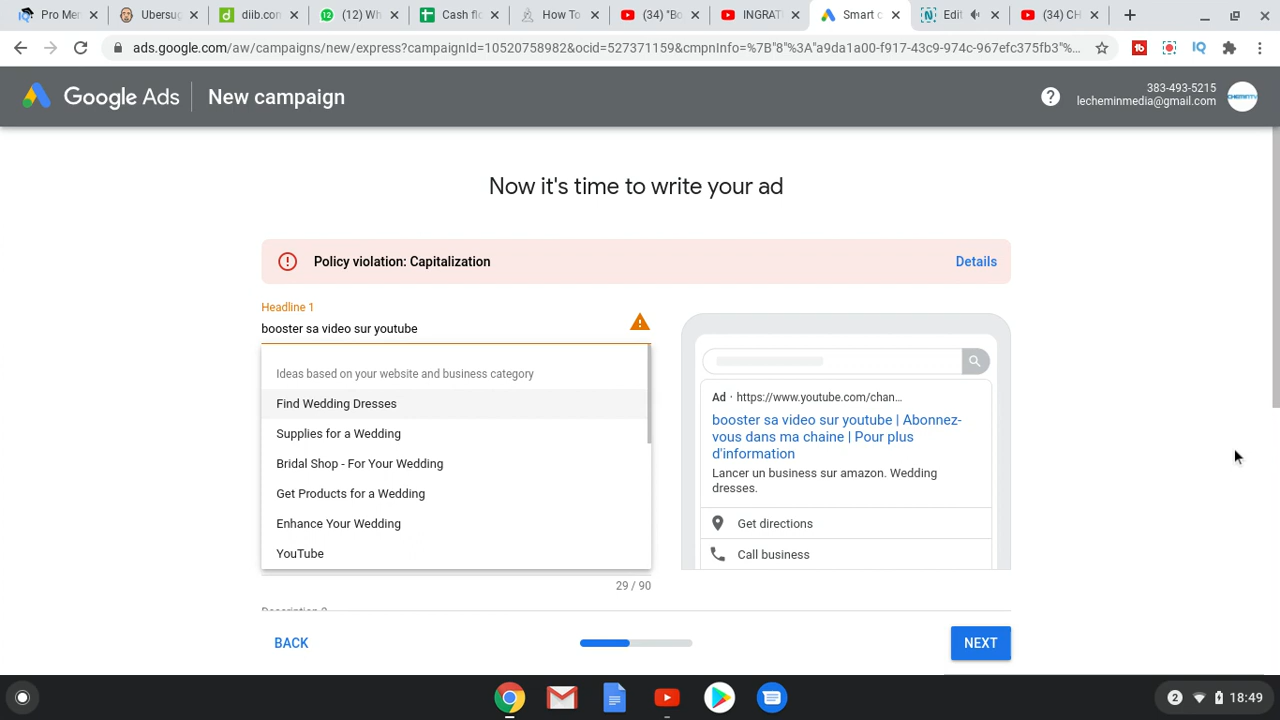 Pro Me
Ubersug
diib.con
(12) Wh
Cash flo
How To
(34) "Bo
INGRAT
Smart c
Edit
(34) CH
ads.google.com/aw/campaigns/new/express?campaignId=10520758982&ocid=527371159&cmpnInfo=%7B"8"%3A"a9da1a00-f917-43c9-974c-967efc375fb3"%...
Google Ads
New campaign
383-493-5215
lecheminmedia@gmail.com
Now it's time to write your ad
Policy violation: Capitalization
Details
Headline 1
booster sa video sur youtube
Ideas based on your website and business category
Find Wedding Dresses
Supplies for a Wedding
Bridal Shop - For Your Wedding
Get Products for a Wedding
Enhance Your Wedding
YouTube
29 / 90
Ad · https://www.youtube.com/chan...
booster sa video sur youtube | Abonnez-
vous dans ma chaine | Pour plus
d'information
Lancer un business sur amazon. Wedding
dresses.
Get directions
Call business
BACK
NEXT
2
18:49